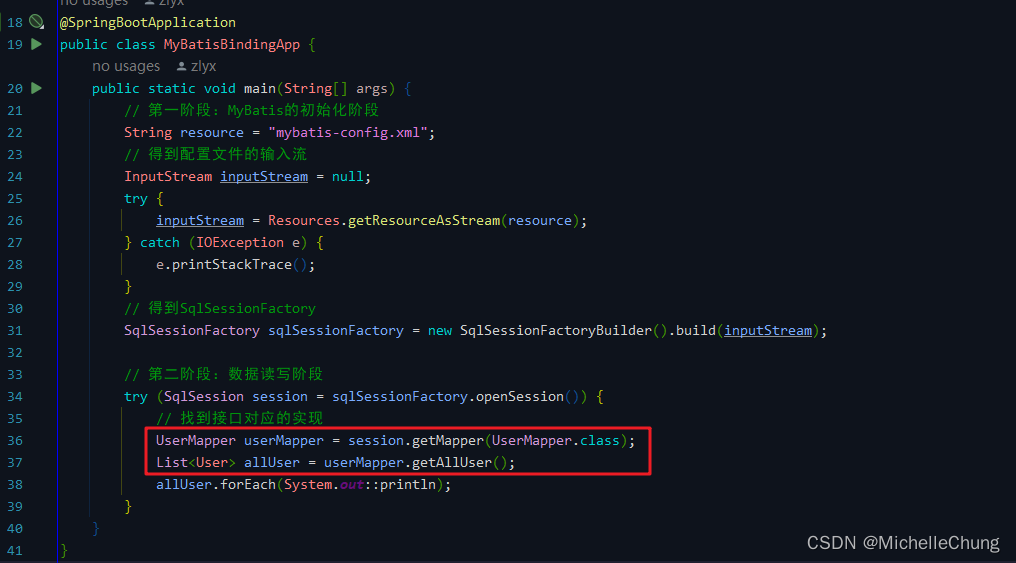 no usages zlyx
18 @SpringBootApplication
19 public class MyBatisBindingApp {
no usages zlyx
20 public static void main(String[] args) {
21 // 第一阶段：MyBatis的初始化阶段
22 String resource = "mybatis-config.xml";
23 // 得到配置文件的输入流
24 InputStream inputStream = null;
25 try {
26 inputStream = Resources.getResourceAsStream(resource);
27 } catch (IOException e) {
28 e.printStackTrace();
29 }
30 // 得到SqlSessionFactory
31 SqlSessionFactory sqlSessionFactory = new SqlSessionFactoryBuilder().build(inputStream);
32
33 // 第二阶段：数据读写阶段
34 try (SqlSession session = sqlSessionFactory.openSession()) {
35 // 找到接口对应的实现
36 UserMapper userMapper = session.getMapper(UserMapper.class);
37 List<User> allUser = userMapper.getAllUser();
38 allUser.forEach(System.out::println);
39 }
40 }
41 }
CSDN @MichelleChung